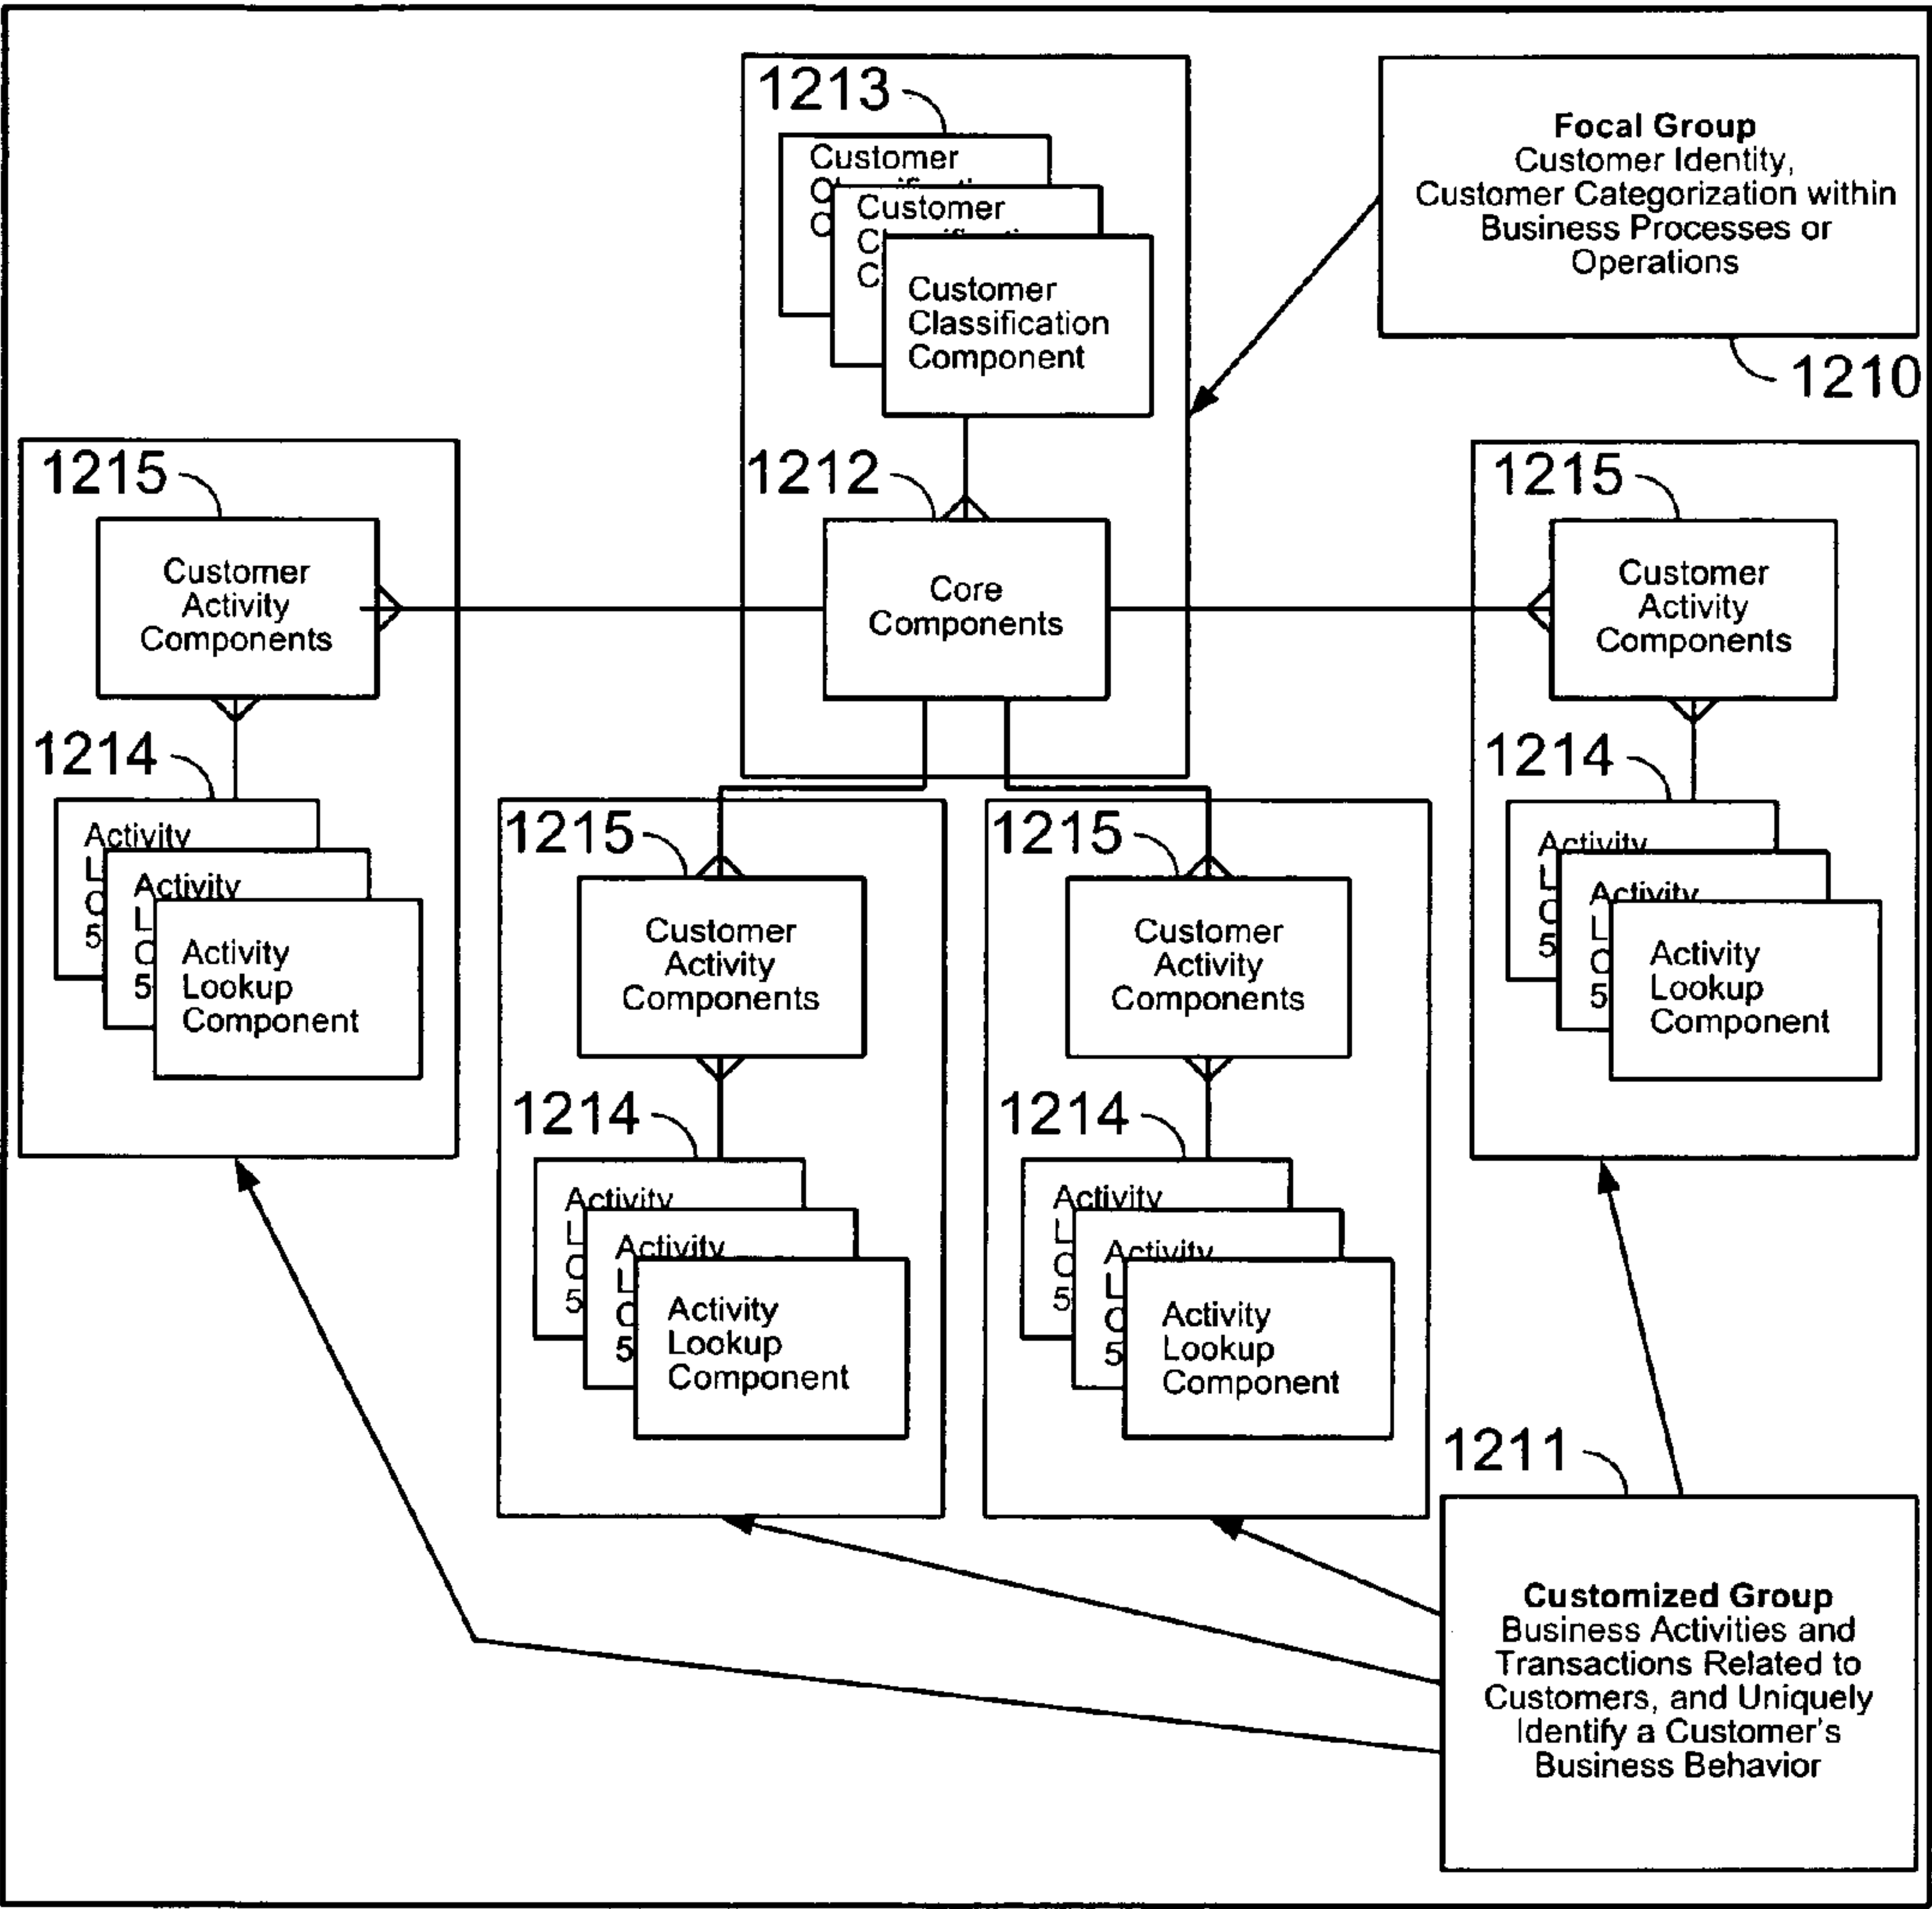 1213
Customer
Customer
Customer
Classification
Component
Focal Group
Customer Identity,
Customer Categorization within
Business Processes or
Operations
1210
1215
Customer
Activity
Components
1212
Core
Components
1215
Customer
Activity
Components
1214
Activity
Activity
Activity
Lookup
Component
1215
Customer
Activity
Components
1214
Activity
Activity
Activity
Lookup
Component
1215
Customer
Activity
Components
1214
Activity
Activity
Activity
Lookup
Component
1214
Activity
Activity
Activity
Lookup
Component
1211
Customized Group
Business Activities and
Transactions Related to
Customers, and Uniquely
Identify a Customer's
Business Behavior